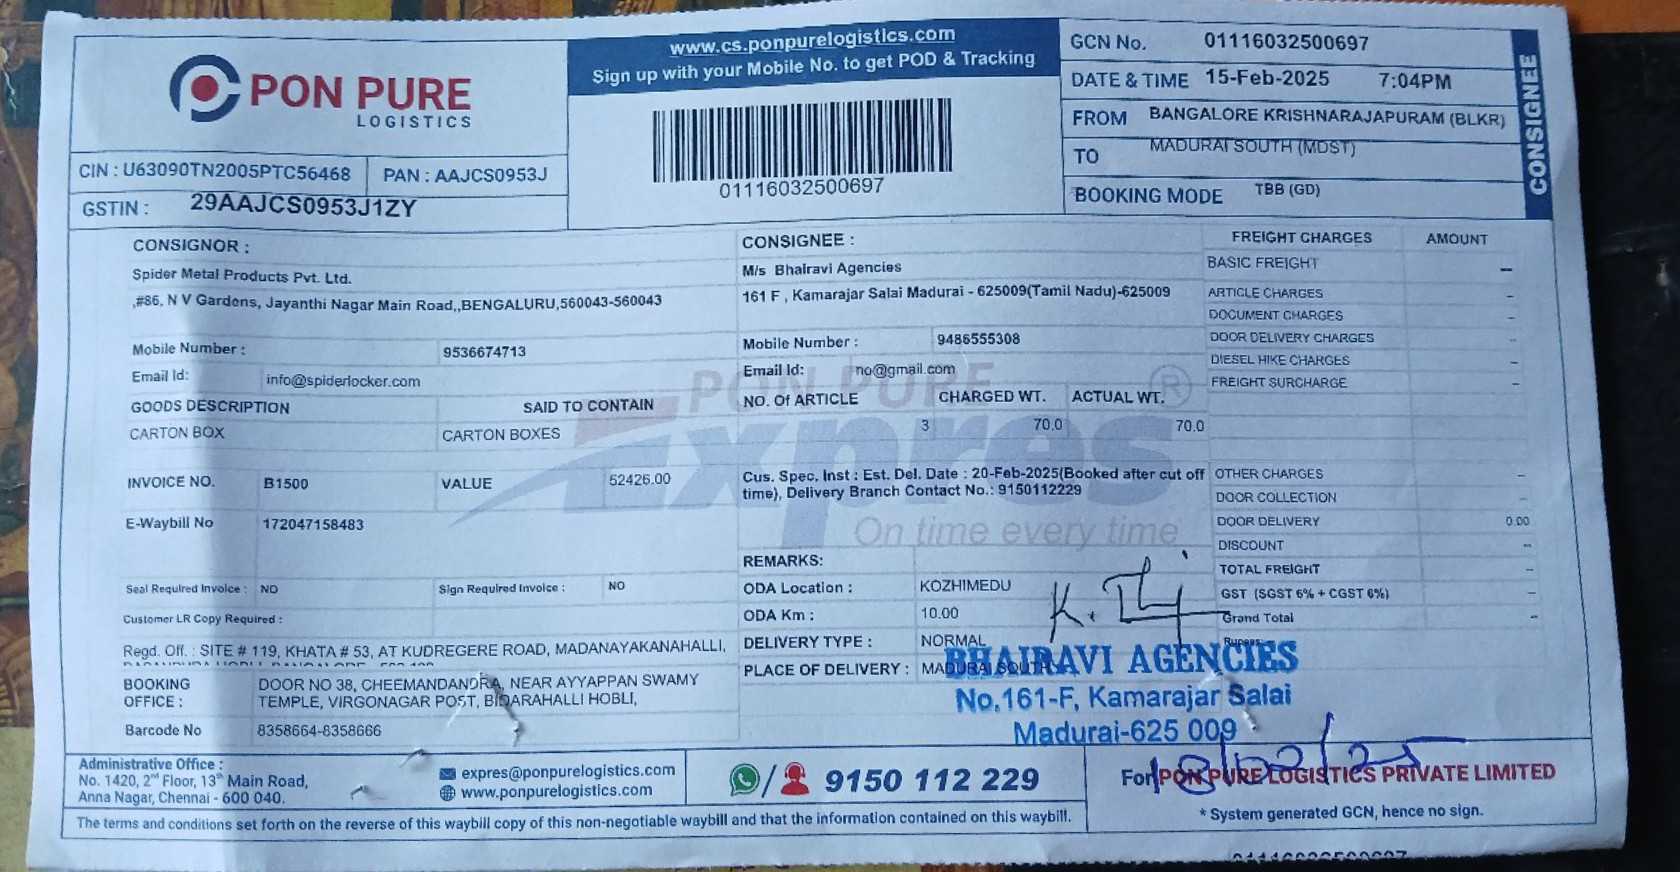 PON PURE
LOGISTICS
CIN : U63090TN2005PTC56468
PAN : AAJCS0953J
GSTIN : 29AAJCS0953J1ZY
www.cs.ponpurelogistics.com
Sign up with your Mobile No. to get POD & Tracking
01116032500697
GCN No. 01116032500697
DATE & TIME 15-Feb-2025 7:04PM
FROM BANGALORE KRISHNARAJAPURAM (BLKR)
TO MADURAI SOUTH (MDST)
BOOKING MODE TBB (GD)
CONSIGNEE
CONSIGNOR :
Spider Metal Products Pvt. Ltd.
,#86, N V Gardens, Jayanthi Nagar Main Road,,BENGALURU,560043-560043
Mobile Number : 9536674713
Email Id: info@spiderlocker.com
GOODS DESCRIPTION SAID TO CONTAIN
CARTON BOX CARTON BOXES
INVOICE NO. B1500 VALUE 52426.00
E-Waybill No 172047158483
Seal Required Invoice : NO Sign Required Invoice : NO
Customer LR Copy Required :
Regd. Off. : SITE # 119, KHATA # 53, AT KUDREGERE ROAD, MADANAYAKANAHALLI,
BOOKING OFFICE : DOOR NO 38, CHEEMANDANDRA, NEAR AYYAPPAN SWAMY
TEMPLE, VIRGONAGAR POST, BIDARAHALLI HOBLI,
Barcode No 8358664-8358666
CONSIGNEE :
M/s Bhairavi Agencies
161 F , Kamarajar Salai Madurai - 625009(Tamil Nadu)-625009
Mobile Number : 9486555308
Email Id: no@gmail.com
NO. Of ARTICLE CHARGED WT. ACTUAL WT.
3 70.0 70.0
PON PURE ®
Expres
On time every time
Cus. Spec. Inst : Est. Del. Date : 20-Feb-2025(Booked after cut off
time), Delivery Branch Contact No.: 9150112229
REMARKS:
ODA Location : KOZHIMEDU
ODA Km : 10.00
DELIVERY TYPE : NORMAL
PLACE OF DELIVERY : MADURAI SOUTH
BHAIRAVI AGENCIES
No.161-F, Kamarajar Salai
Madurai-625 009
18/02/25
FREIGHT CHARGES AMOUNT
BASIC FREIGHT --
ARTICLE CHARGES --
DOCUMENT CHARGES --
DOOR DELIVERY CHARGES --
DIESEL HIKE CHARGES --
FREIGHT SURCHARGE --
OTHER CHARGES --
DOOR COLLECTION --
DOOR DELIVERY 0.00
DISCOUNT --
TOTAL FREIGHT --
GST (SGST 6% + CGST 6%) --
Grand Total --
Rupees
Administrative Office :
No. 1420, 2nd Floor, 13th Main Road,
Anna Nagar, Chennai - 600 040.
expres@ponpurelogistics.com
www.ponpurelogistics.com
/ 9150 112 229
For PON PURE LOGISTICS PRIVATE LIMITED
* System generated GCN, hence no sign.
The terms and conditions set forth on the reverse of this waybill copy of this non-negotiable waybill and that the information contained on this waybill.